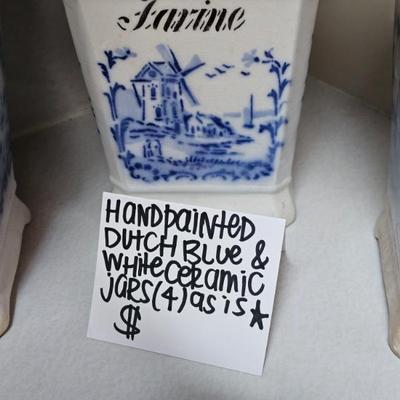 Farine
HANDPAINTED
DUTCH BLUE &
WHITE CERAMIC
JARS (4) AS IS *
$